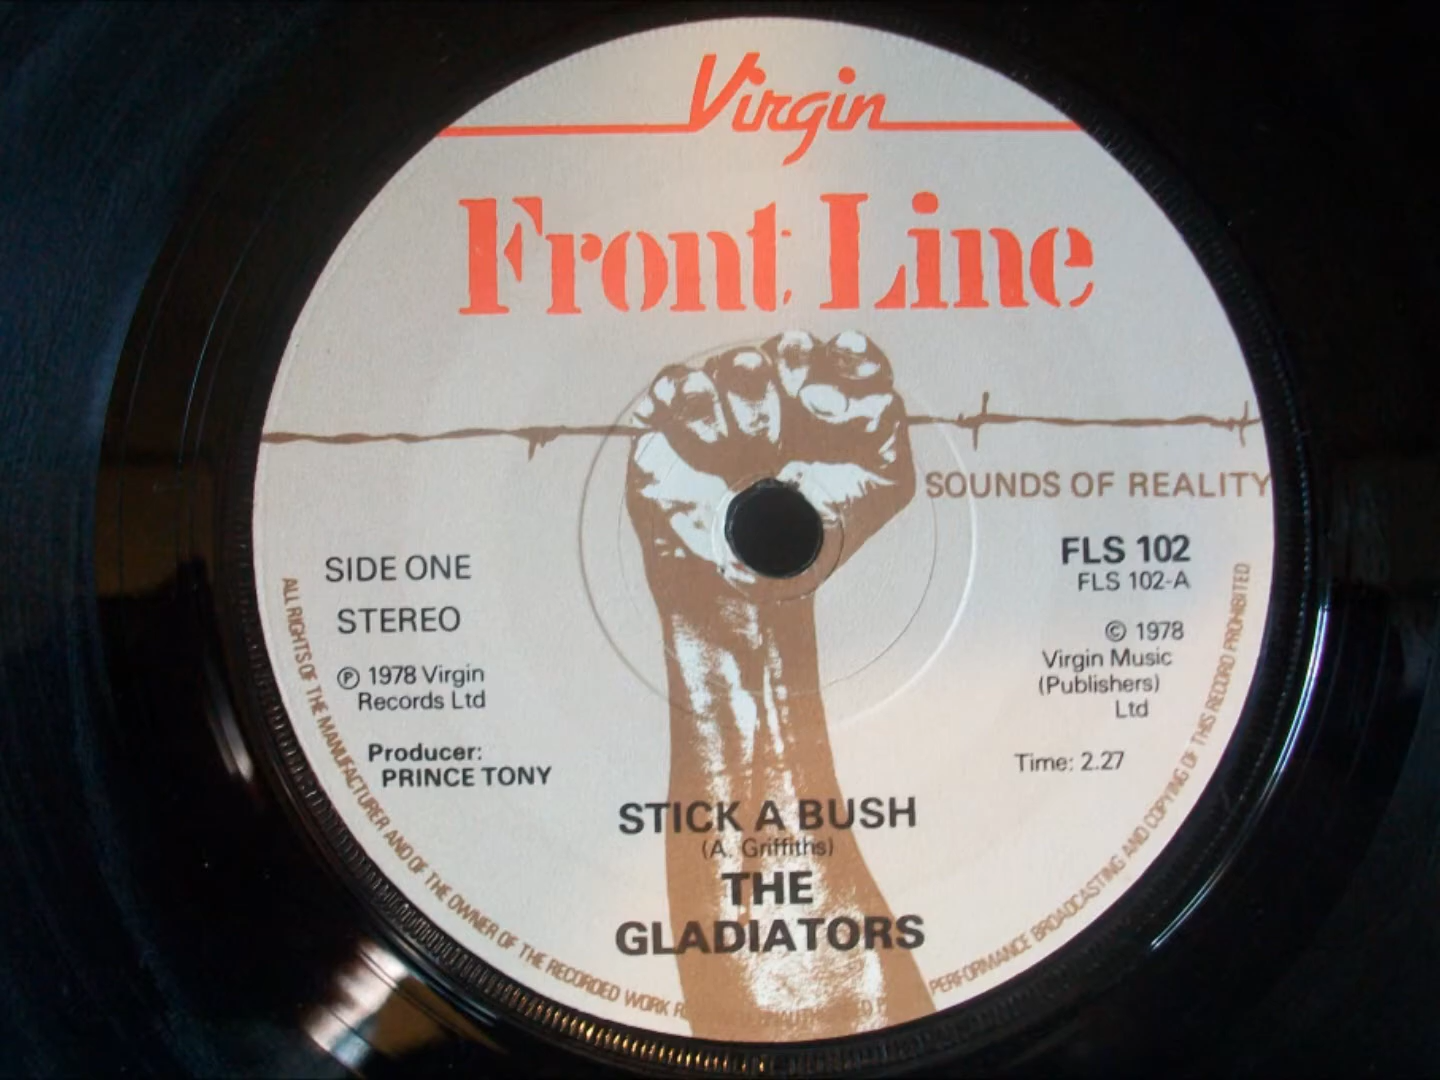 Virgin
Front Line
SOUNDS OF REALITY
SIDE ONE
STEREO
℗ 1978 Virgin
Records Ltd
Producer:
PRINCE TONY
FLS 102
FLS 102-A
© 1978
Virgin Music
(Publishers)
Ltd
Time: 2.27
STICK A BUSH
(A. Griffiths)
THE
GLADIATORS
ALL RIGHTS OF THE MANUFACTURER AND OF THE OWNER OF THE RECORDED WORK PERFORMANCE BROADCASTING AND COPYING OF THIS RECORD PROHIBITED